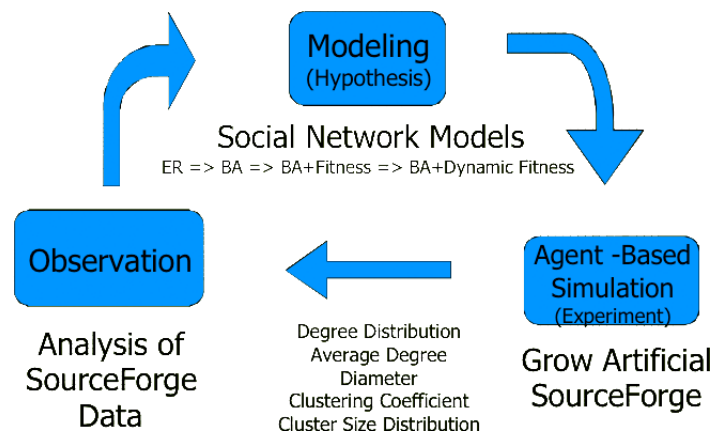 Modeling
(Hypothesis)
Social Network Models
ER => BA => BA+Fitness => BA+Dynamic Fitness
Observation
Agent -Based
Simulation
(Experiment)
Analysis of
SourceForge
Data
Degree Distribution
Average Degree
Diameter
Clustering Coefficient
Cluster Size Distribution
Grow Artificial
SourceForge